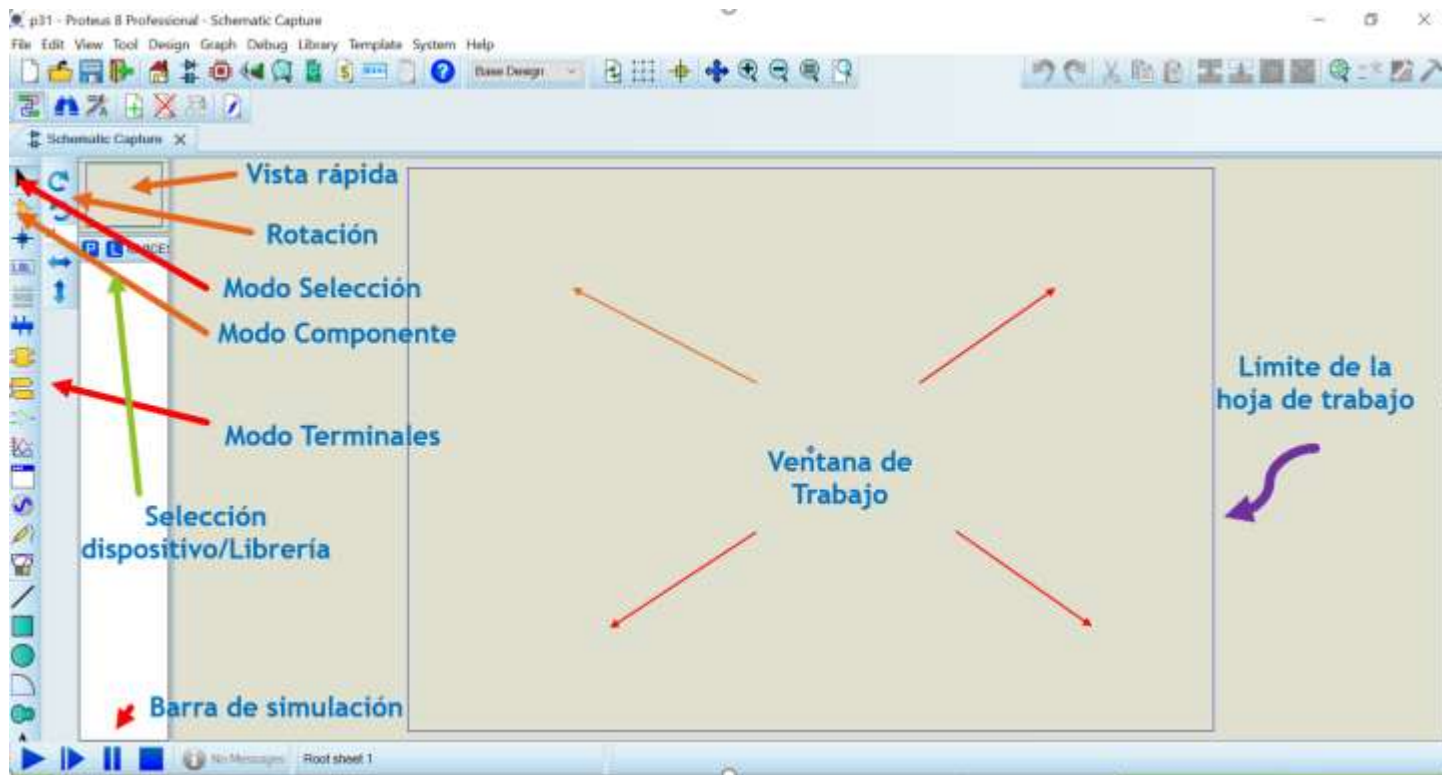 p31 - Proteus 8 Professional - Schematic Capture
File Edit View Tool Design Graph Debug Library Template System Help
Base Design
Schematic Capture
Vista rápida
Rotación
P L
Modo Selección
LBL
Modo Componente
Límite de la
hoja de trabajo
Modo Terminales
Ventana de
Trabajo
Selección
dispositivo/Librería
Barra de simulación
No Messages
Root sheet 1